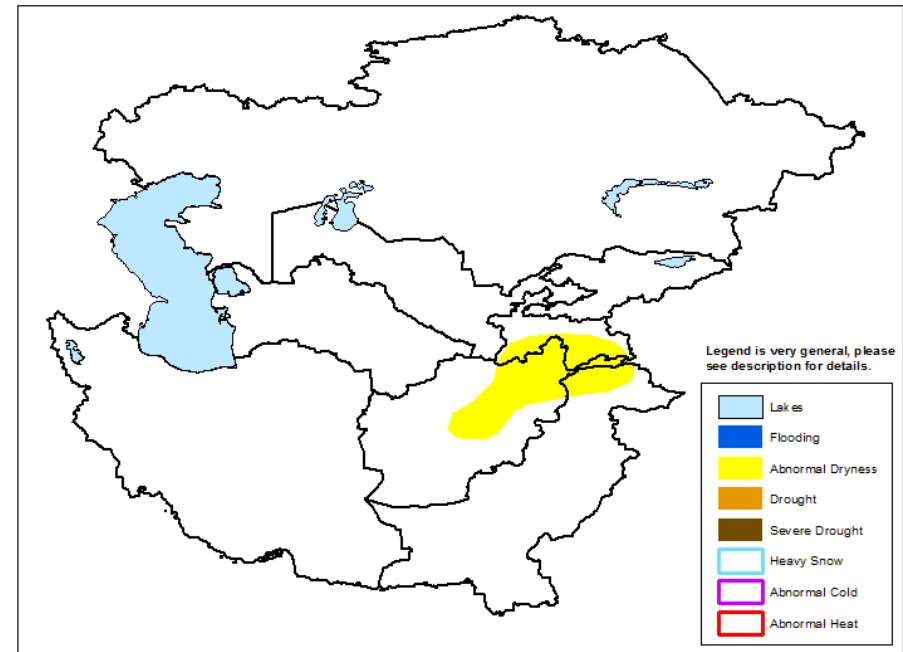 Legend is very general, please
see description for details.
Lakes
Flooding
Abnormal Dryness
Drought
Severe Drought
Heavy Snow
Abnormal Cold
Abnormal Heat